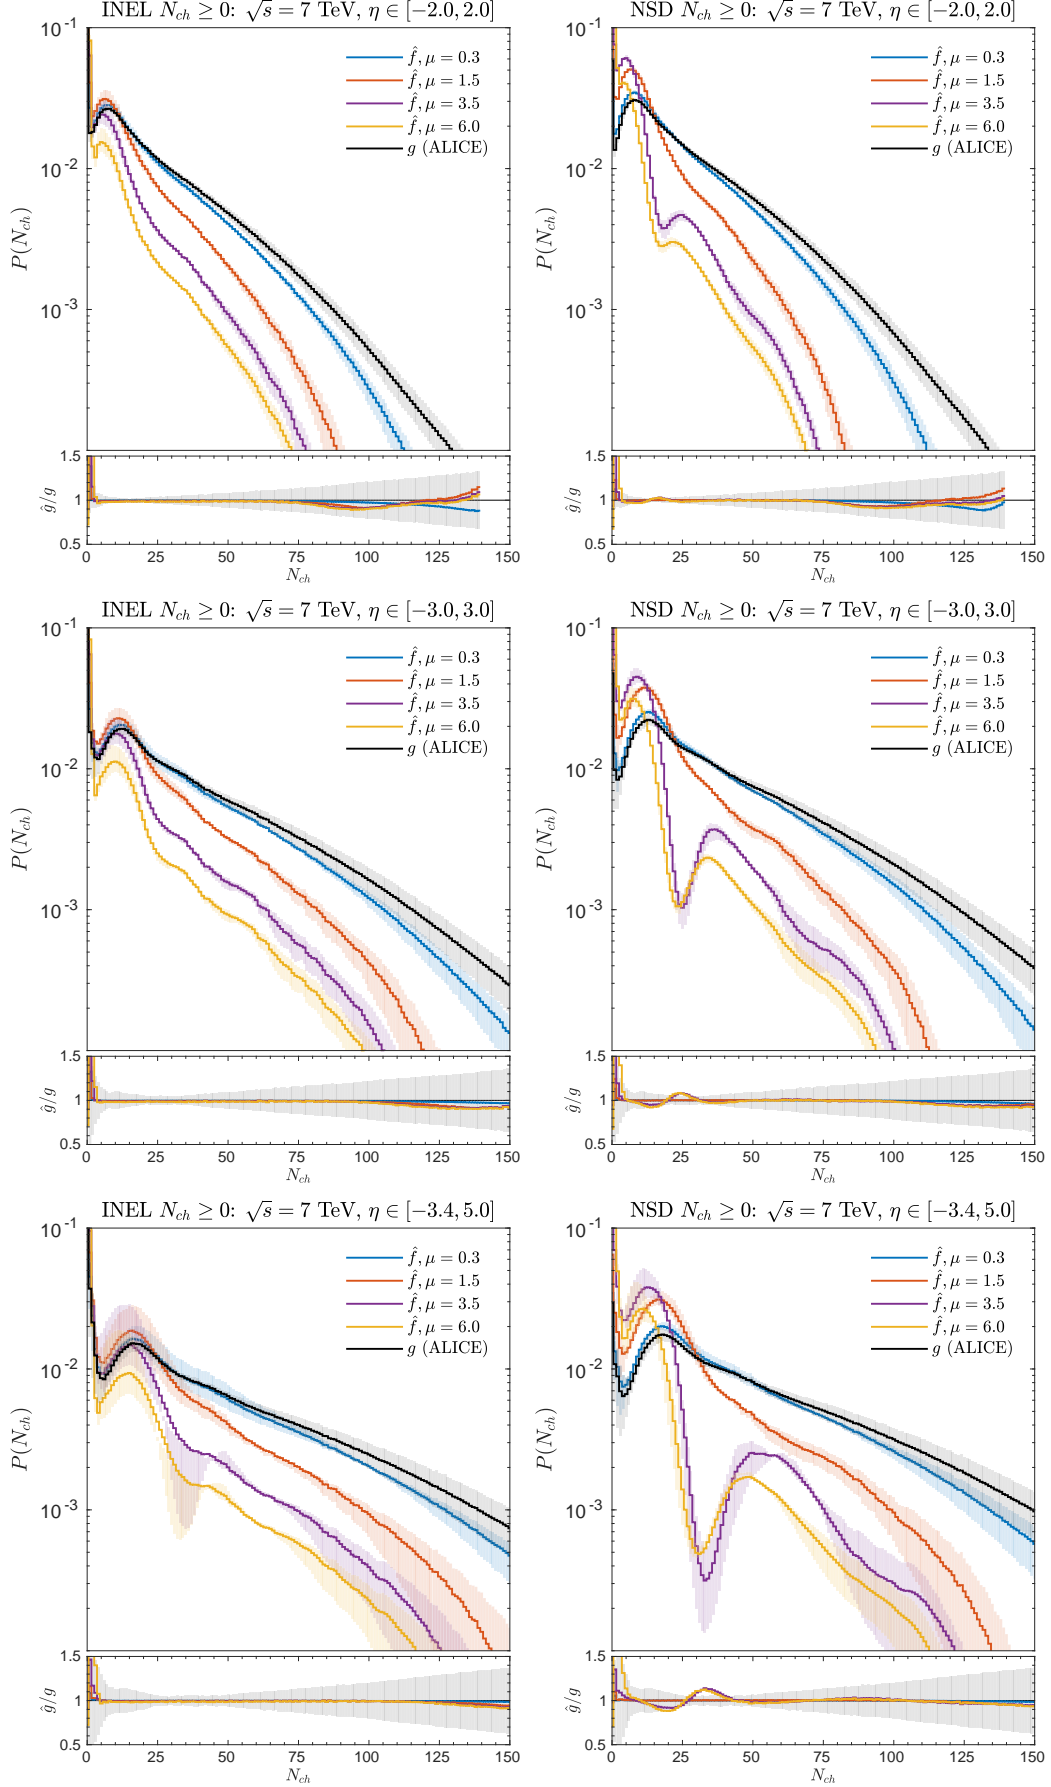 INEL N_ch ≥ 0: √s = 7 TeV, η ∈ [−2.0, 2.0]
10^-1
10^-2
10^-3
P(N_ch)
f̂, μ = 0.3
f̂, μ = 1.5
f̂, μ = 3.5
f̂, μ = 6.0
g (ALICE)
1.5
1
0.5
ĝ/g
0 25 50 75 100 125 150
N_ch
NSD N_ch ≥ 0: √s = 7 TeV, η ∈ [−2.0, 2.0]
10^-1
10^-2
10^-3
P(N_ch)
f̂, μ = 0.3
f̂, μ = 1.5
f̂, μ = 3.5
f̂, μ = 6.0
g (ALICE)
1.5
1
0.5
ĝ/g
0 25 50 75 100 125 150
N_ch
INEL N_ch ≥ 0: √s = 7 TeV, η ∈ [−3.0, 3.0]
10^-1
10^-2
10^-3
P(N_ch)
f̂, μ = 0.3
f̂, μ = 1.5
f̂, μ = 3.5
f̂, μ = 6.0
g (ALICE)
1.5
1
0.5
ĝ/g
0 25 50 75 100 125 150
N_ch
NSD N_ch ≥ 0: √s = 7 TeV, η ∈ [−3.0, 3.0]
10^-1
10^-2
10^-3
P(N_ch)
f̂, μ = 0.3
f̂, μ = 1.5
f̂, μ = 3.5
f̂, μ = 6.0
g (ALICE)
1.5
1
0.5
ĝ/g
0 25 50 75 100 125 150
N_ch
INEL N_ch ≥ 0: √s = 7 TeV, η ∈ [−3.4, 5.0]
10^-1
10^-2
10^-3
P(N_ch)
f̂, μ = 0.3
f̂, μ = 1.5
f̂, μ = 3.5
f̂, μ = 6.0
g (ALICE)
1.5
1
0.5
ĝ/g
0 25 50 75 100 125 150
N_ch
NSD N_ch ≥ 0: √s = 7 TeV, η ∈ [−3.4, 5.0]
10^-1
10^-2
10^-3
P(N_ch)
f̂, μ = 0.3
f̂, μ = 1.5
f̂, μ = 3.5
f̂, μ = 6.0
g (ALICE)
1.5
1
0.5
ĝ/g
0 25 50 75 100 125 150
N_ch